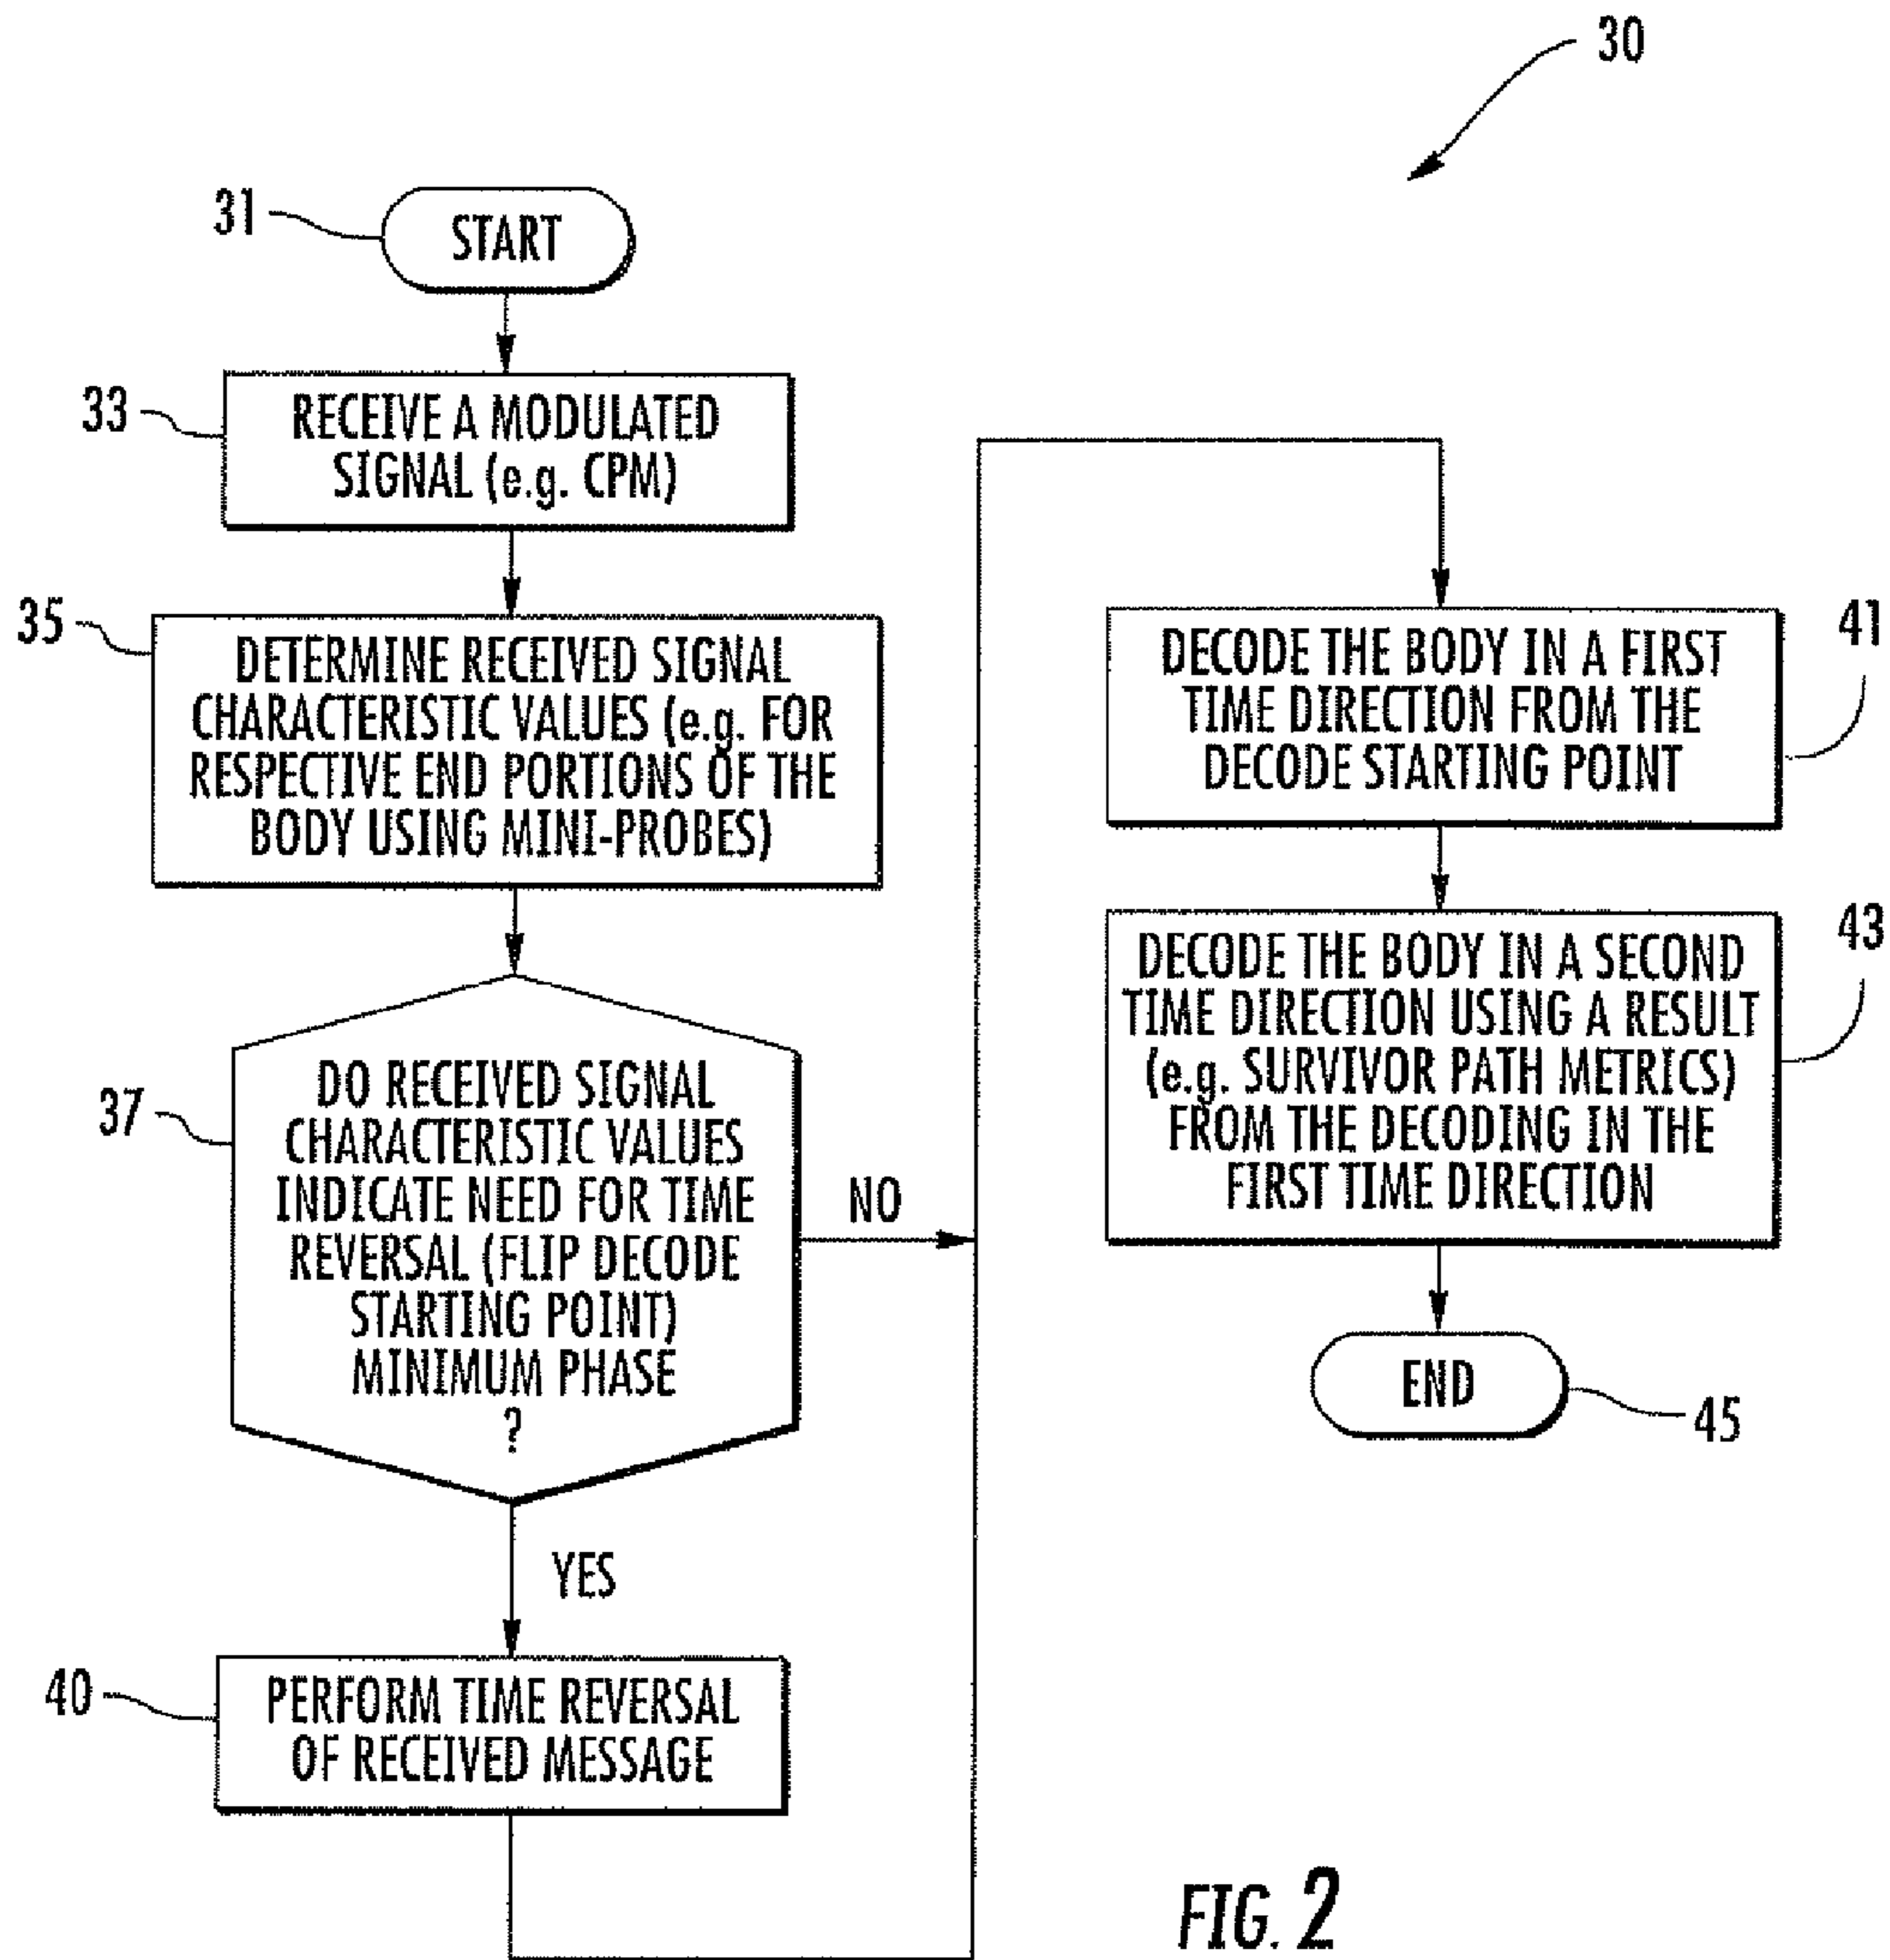 30
31
START
33
RECEIVE A MODULATED
SIGNAL (e.g. CPM)
35
DETERMINE RECEIVED SIGNAL
CHARACTERISTIC VALUES (e.g. FOR
RESPECTIVE END PORTIONS OF THE
BODY USING MINI-PROBES)
37
DO RECEIVED SIGNAL
CHARACTERISTIC VALUES
INDICATE NEED FOR TIME
REVERSAL (FLIP DECODE
STARTING POINT)
MINIMUM PHASE
?
NO
YES
40
PERFORM TIME REVERSAL
OF RECEIVED MESSAGE
DECODE THE BODY IN A FIRST
TIME DIRECTION FROM THE
DECODE STARTING POINT
41
DECODE THE BODY IN A SECOND
TIME DIRECTION USING A RESULT
(e.g. SURVIVOR PATH METRICS)
FROM THE DECODING IN THE
FIRST TIME DIRECTION
43
END
45
FIG. 2